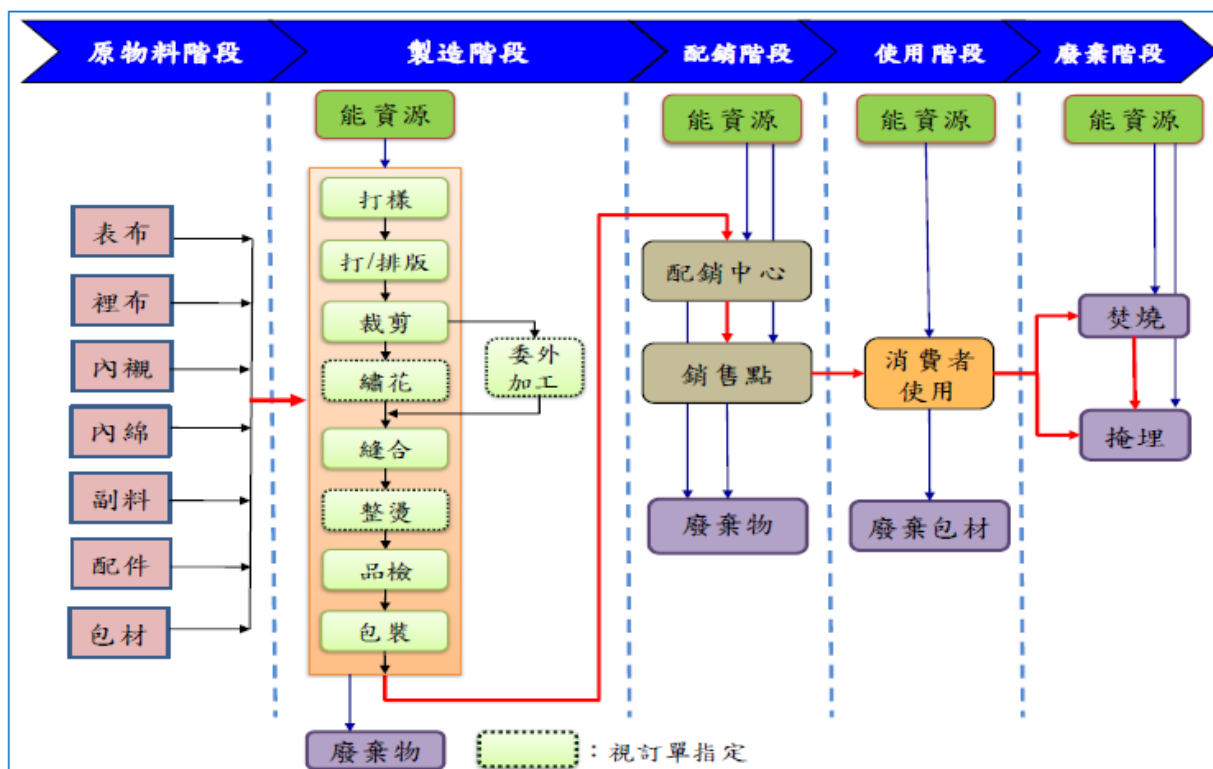 原物料階段
製造階段
配銷階段
使用階段
廢棄階段
能資源
能資源
能資源
能資源
表布
裡布
內襯
內綿
副料
配件
包材
打樣
打/排版
裁剪
繡花
委外
加工
縫合
整燙
品檢
包裝
廢棄物
：視訂單指定
配銷中心
銷售點
廢棄物
消費者
使用
廢棄包材
焚燒
掩埋